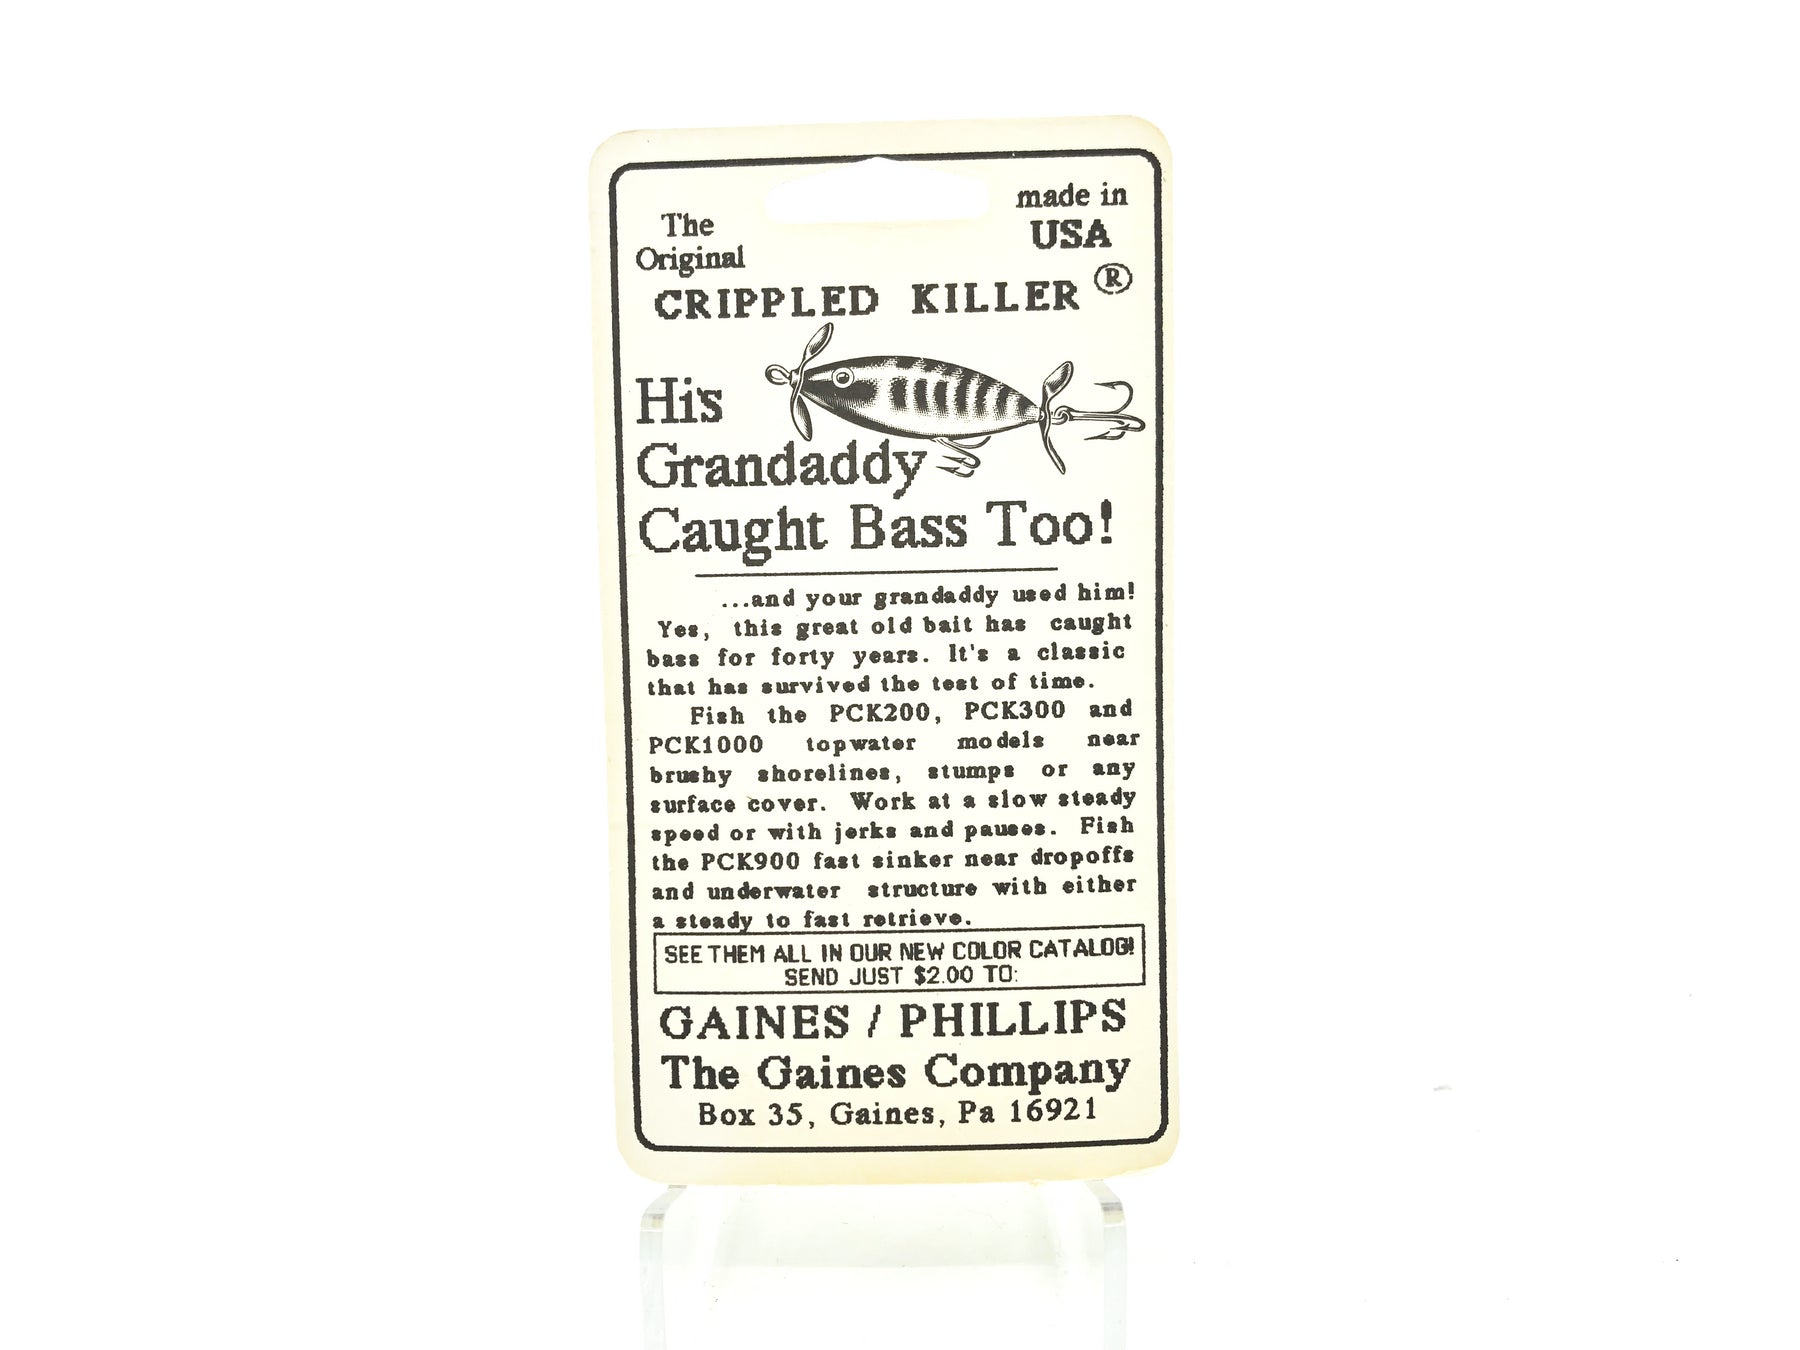 The
Original
made in
USA
CRIPPLED KILLER ®
His
Grandaddy
Caught Bass Too!
...and your grandaddy used him!
Yes, this great old bait has caught
bass for forty years. It's a classic
that has survived the test of time.
Fish the PCK200, PCK300 and
PCK1000 topwater models near
brushy shorelines, stumps or any
surface cover. Work at a slow steady
speed or with jerks and pauses. Fish
the PCK900 fast sinker near dropoffs
and underwater structure with either
a steady to fast retrieve.
SEE THEM ALL IN OUR NEW COLOR CATALOG!
SEND JUST $2.00 TO:
GAINES / PHILLIPS
The Gaines Company
Box 35, Gaines, Pa 16921